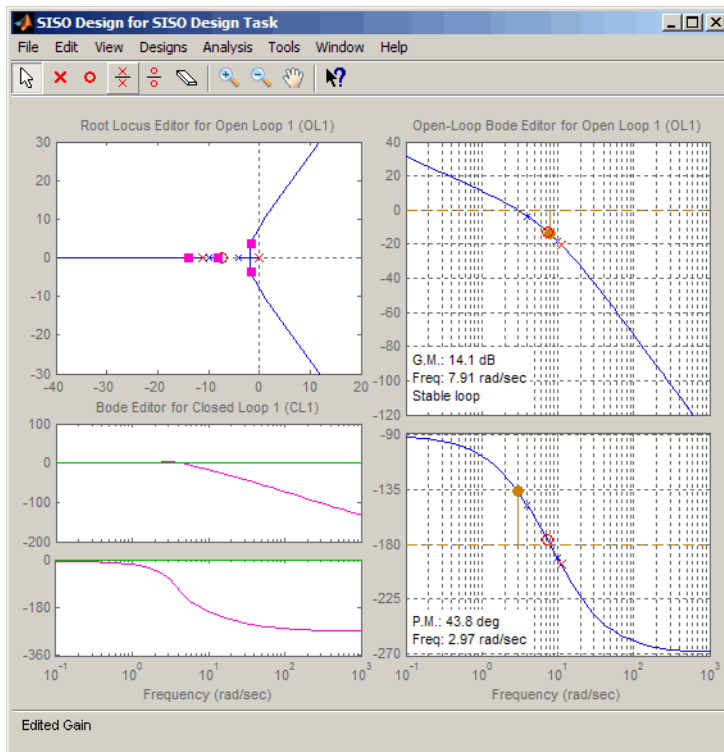 SISO Design for SISO Design Task
File Edit View Designs Analysis Tools Window Help
Root Locus Editor for Open Loop 1 (OL1)
30
20
10
0
-10
-20
-30
-40 -20 0 20
Bode Editor for Closed Loop 1 (CL1)
100
0
-100
-200
0
-180
-360
10^-1 10^0 10^1 10^2 10^3
Frequency (rad/sec)
Open-Loop Bode Editor for Open Loop 1 (OL1)
40
20
0
-20
-40
-60
-80
-100
-120
G.M.: 14.1 dB
Freq: 7.91 rad/sec
Stable loop
-90
-135
-180
-225
-270
P.M.: 43.8 deg
Freq: 2.97 rad/sec
10^-1 10^0 10^1 10^2 10^3
Frequency (rad/sec)
Edited Gain